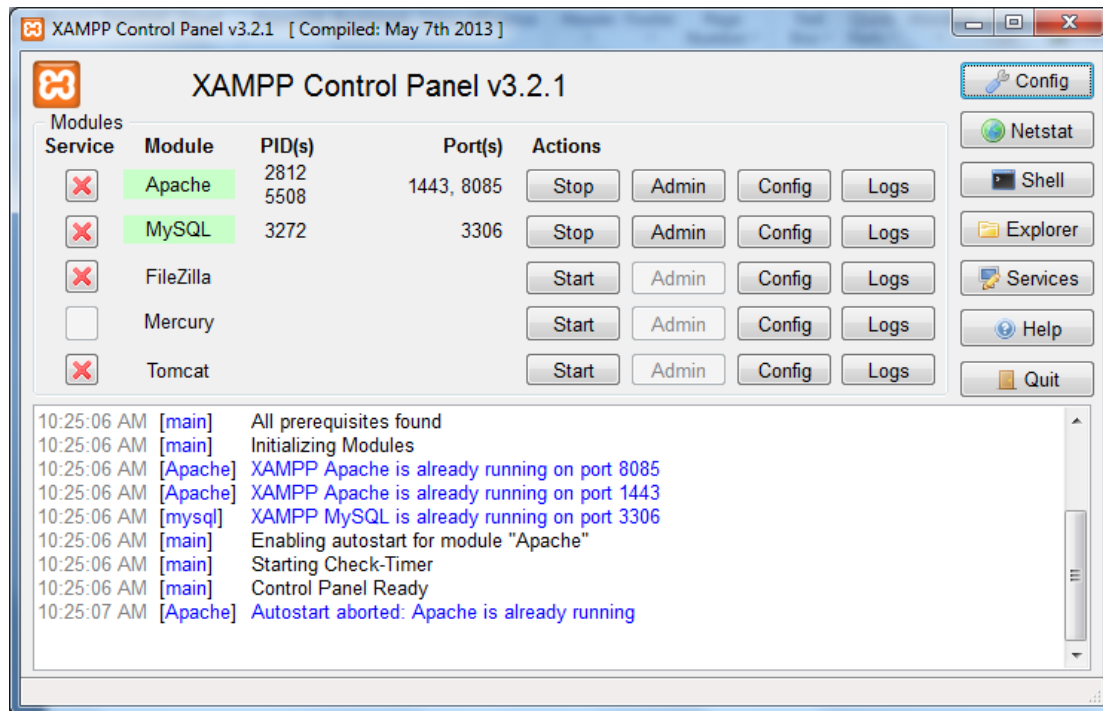 XAMPP Control Panel v3.2.1 [ Compiled: May 7th 2013 ]
XAMPP Control Panel v3.2.1
Config
Modules
Service Module PID(s) Port(s) Actions
Netstat
Apache 2812 5508 1443, 8085 Stop Admin Config Logs
Shell
MySQL 3272 3306 Stop Admin Config Logs
Explorer
FileZilla Start Admin Config Logs
Services
Mercury Start Admin Config Logs
Help
Tomcat Start Admin Config Logs
Quit
10:25:06 AM [main] All prerequisites found
10:25:06 AM [main] Initializing Modules
10:25:06 AM [Apache] XAMPP Apache is already running on port 8085
10:25:06 AM [Apache] XAMPP Apache is already running on port 1443
10:25:06 AM [mysql] XAMPP MySQL is already running on port 3306
10:25:06 AM [main] Enabling autostart for module "Apache"
10:25:06 AM [main] Starting Check-Timer
10:25:06 AM [main] Control Panel Ready
10:25:07 AM [Apache] Autostart aborted: Apache is already running